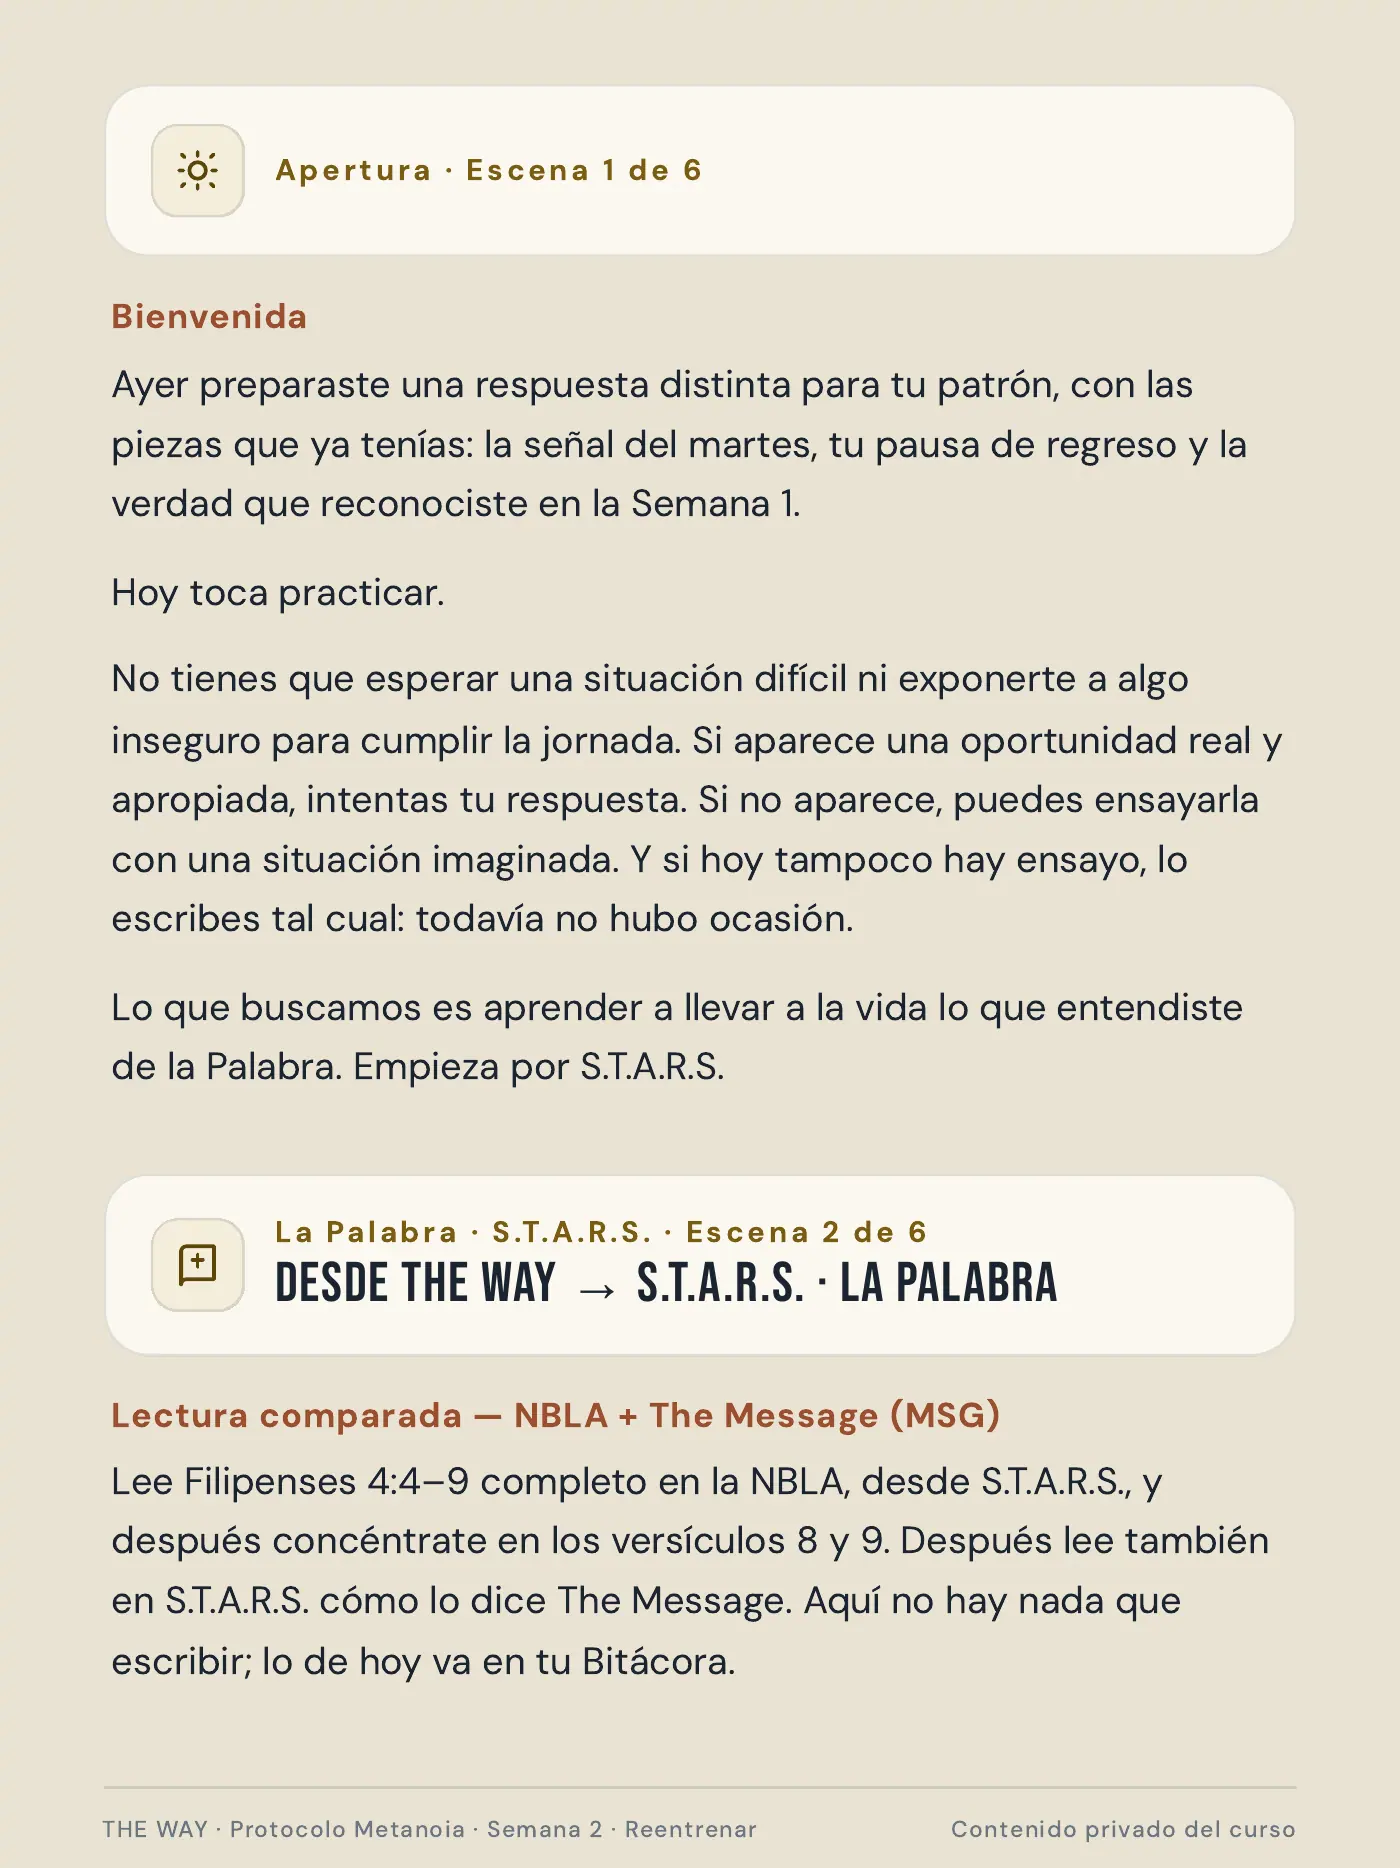 Apertura · Escena 1 de 6
Bienvenida
Ayer preparaste una respuesta distinta para tu patrón, con las
piezas que ya tenías: la señal del martes, tu pausa de regreso y la
verdad que reconociste en la Semana 1.
Hoy toca practicar.
No tienes que esperar una situación difícil ni exponerte a algo
inseguro para cumplir la jornada. Si aparece una oportunidad real y
apropiada, intentas tu respuesta. Si no aparece, puedes ensayarla
con una situación imaginada. Y si hoy tampoco hay ensayo, lo
escribes tal cual: todavía no hubo ocasión.
Lo que buscamos es aprender a llevar a la vida lo que entendiste
de la Palabra. Empieza por S.T.A.R.S.
La Palabra · S.T.A.R.S. · Escena 2 de 6
DESDE THE WAY → S.T.A.R.S. · LA PALABRA
Lectura comparada — NBLA + The Message (MSG)
Lee Filipenses 4:4–9 completo en la NBLA, desde S.T.A.R.S., y
después concéntrate en los versículos 8 y 9. Después lee también
en S.T.A.R.S. cómo lo dice The Message. Aquí no hay nada que
escribir; lo de hoy va en tu Bitácora.
THE WAY · Protocolo Metanoia · Semana 2 · Reentrenar
Contenido privado del curso